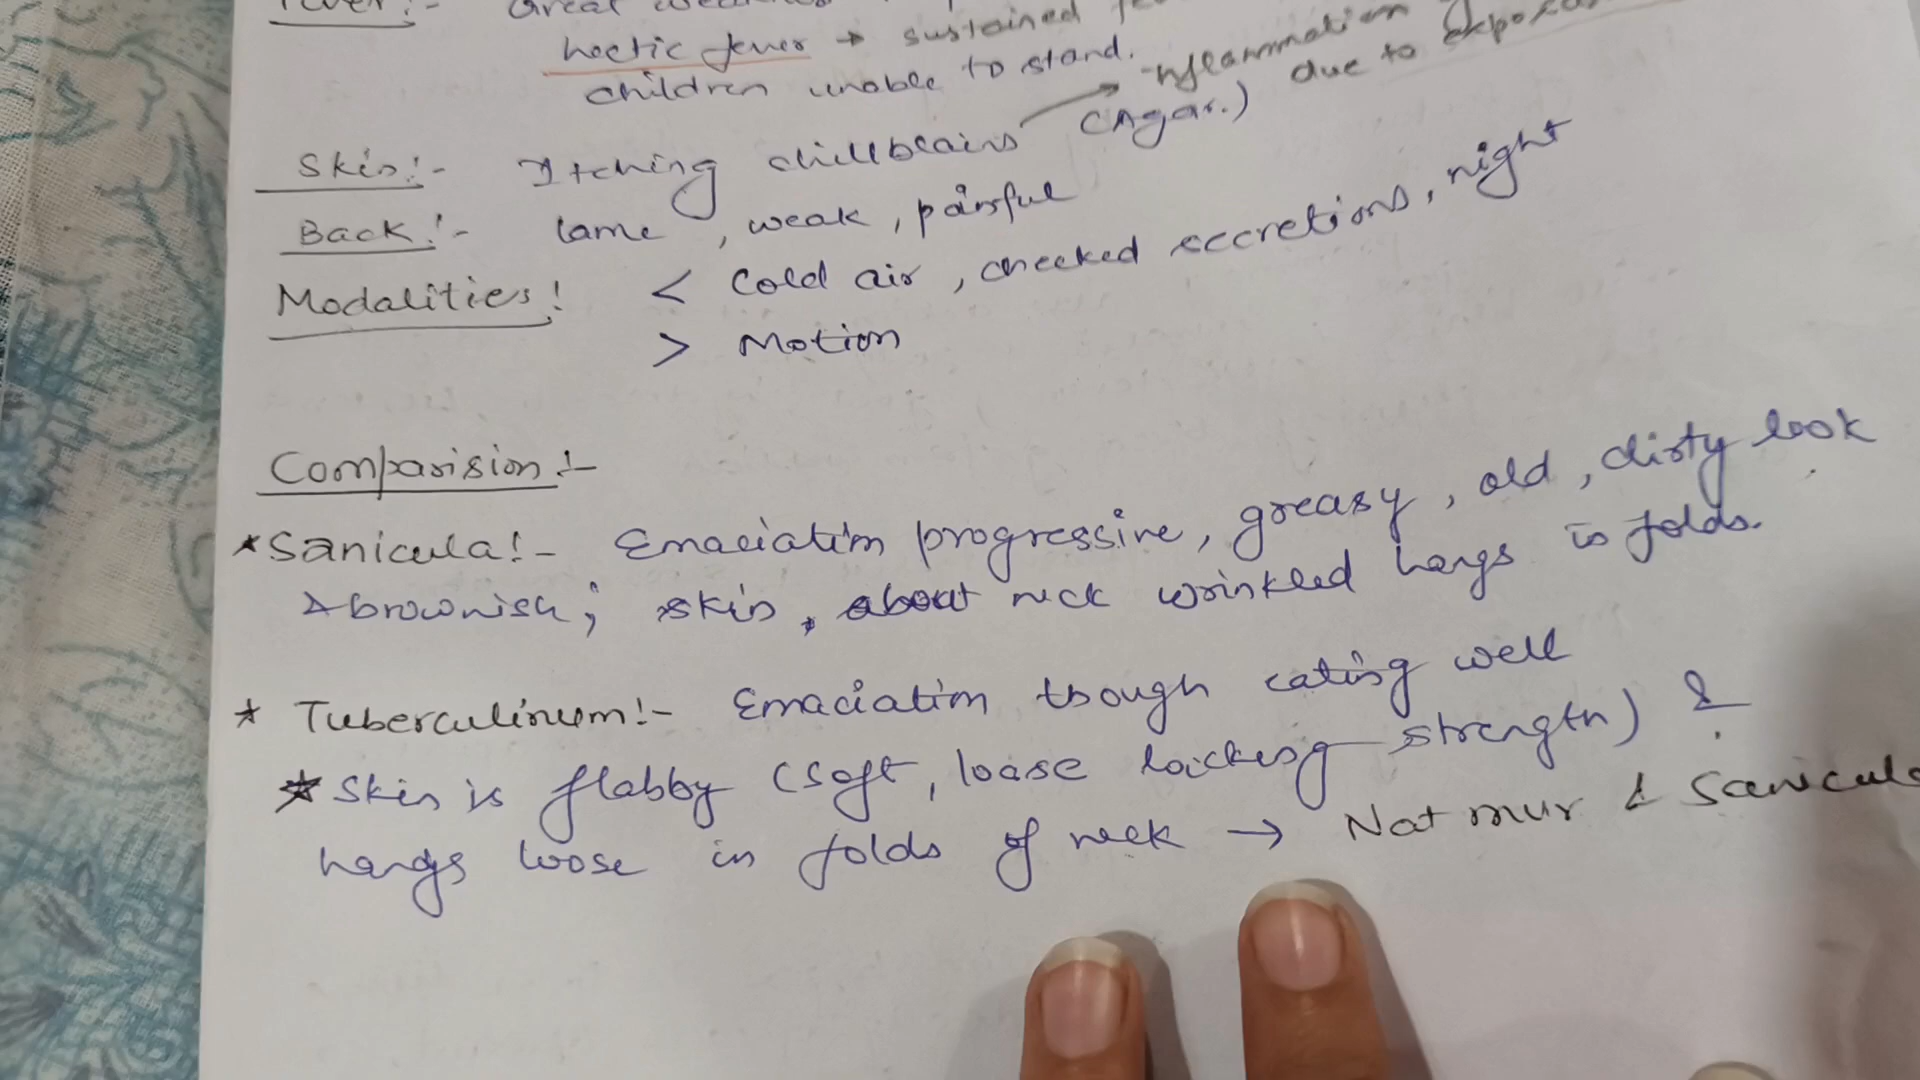 Fever:- Great
hectic fever → sustained
children unable to stand.
Skin:- Itching chillblains (Agar.) → inflammation due to
Back:- lame, weak, painful
Modalities: < cold air, checked secretions, night
> Motion
Comparision:-
* Sanicula:- Emaciation progressive, greasy, old, dirty look
& brownish; skin, about neck wrinkled hangs in folds.
* Tuberculinum:- Emaciation though eating well
* Skin is flabby (Soft, loose lacking strength) &
hangs loose in folds of neck → Nat mur & Sanicula